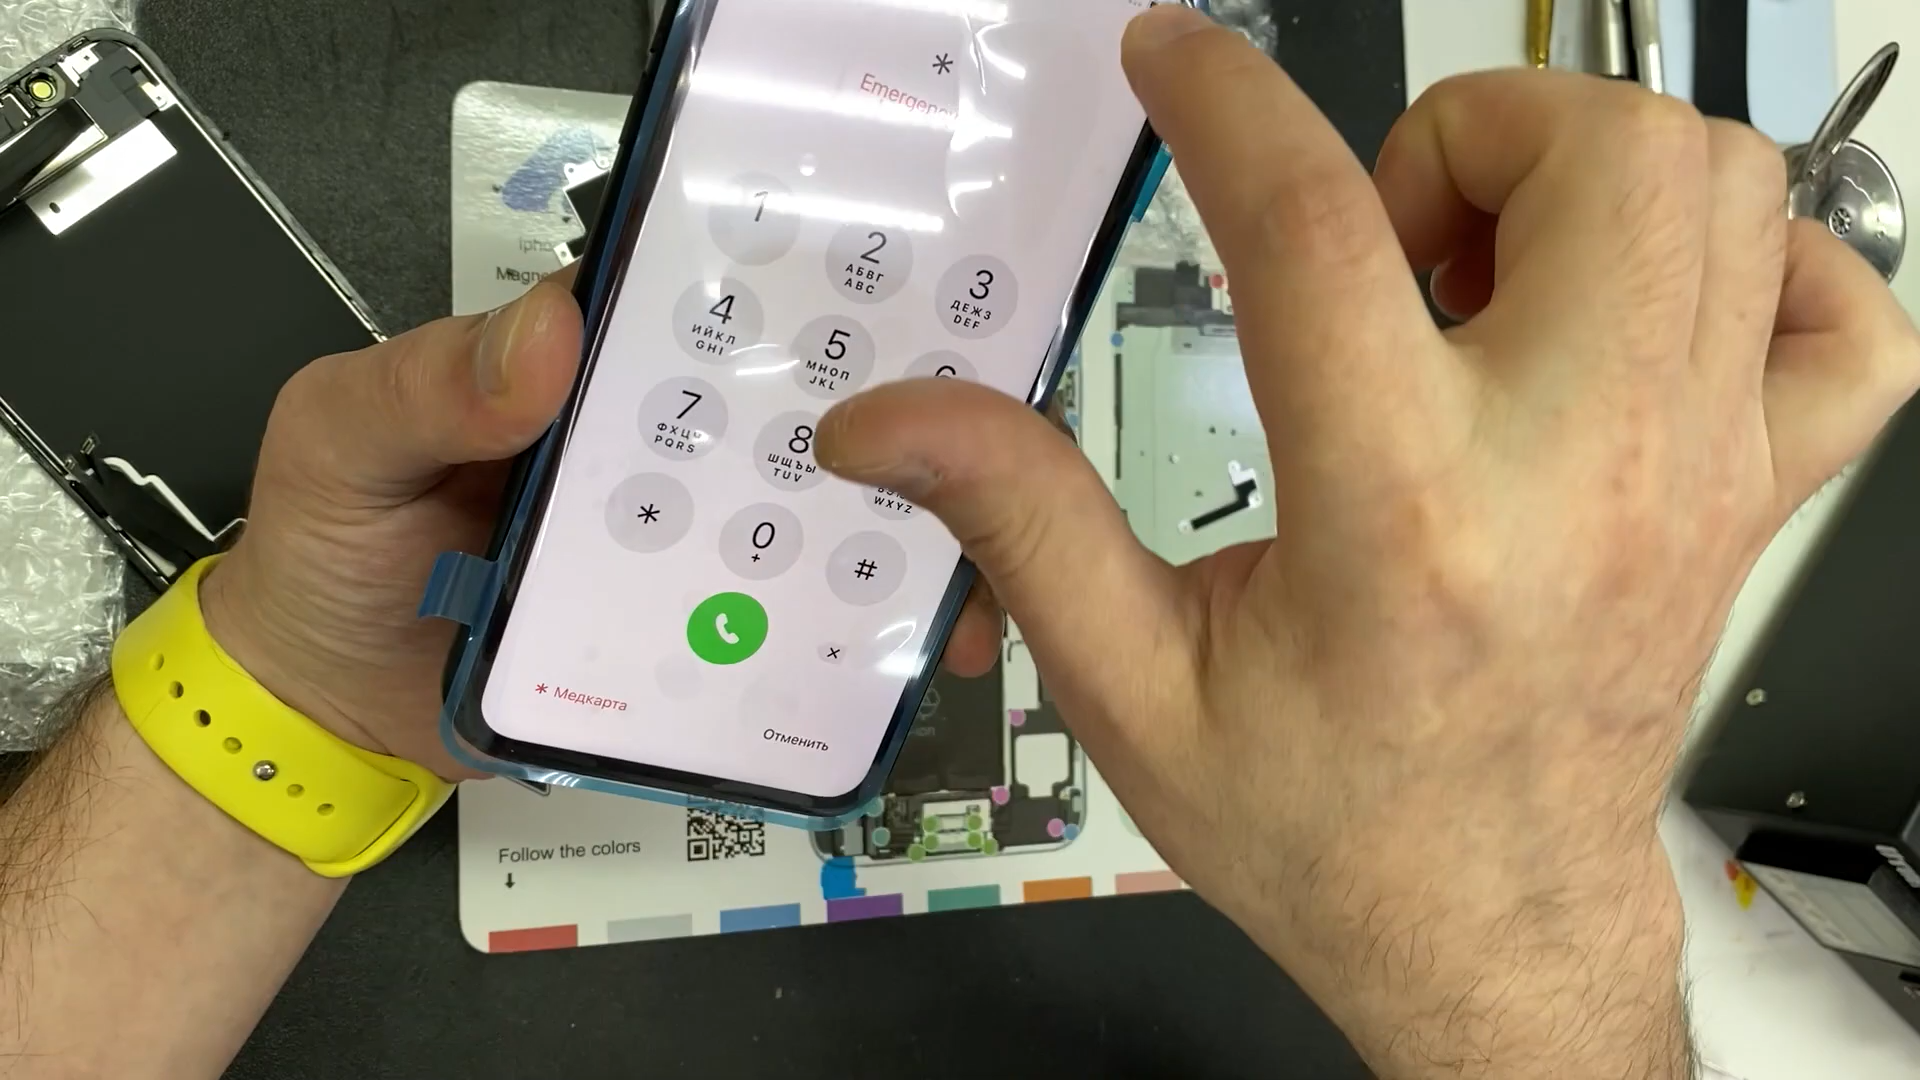 *
Emergency
1
2
АБВГ
ABC
3
ДЕЖЗ
DEF
4
ИЙКЛ
GHI
5
МНОП
JKL
7
PQRS
8
ШЩЪЫ
TUV
WXYZ
*
0
+
#
×
* Медкарта
Отменить
Follow the colors